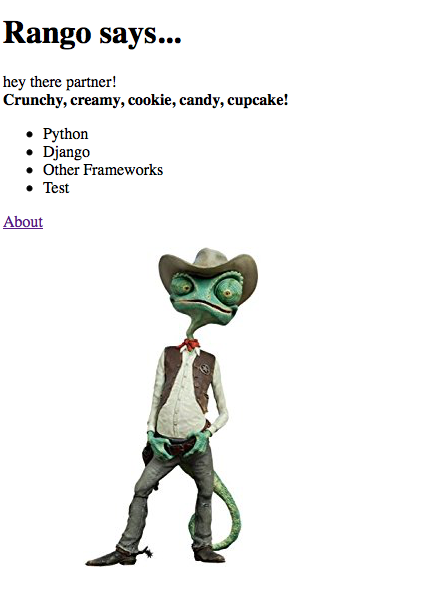 Rango says...
hey there partner!
Crunchy, creamy, cookie, candy, cupcake!
Python
Django
Other Frameworks
Test
About